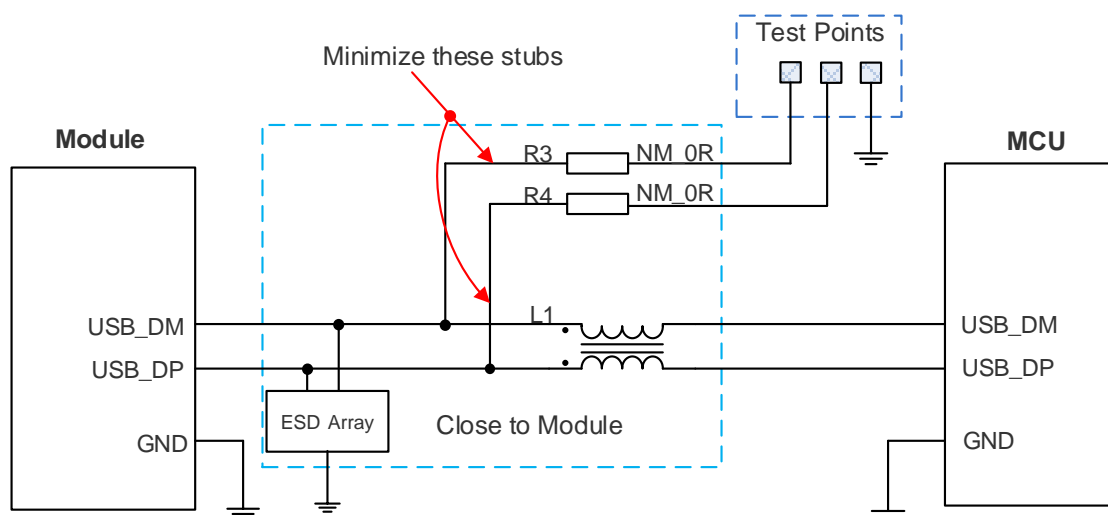 Test Points
Minimize these stubs
Module
MCU
R3 NM_0R
R4 NM_0R
L1
USB_DM
USB_DM
USB_DP
USB_DP
ESD Array
Close to Module
GND
GND